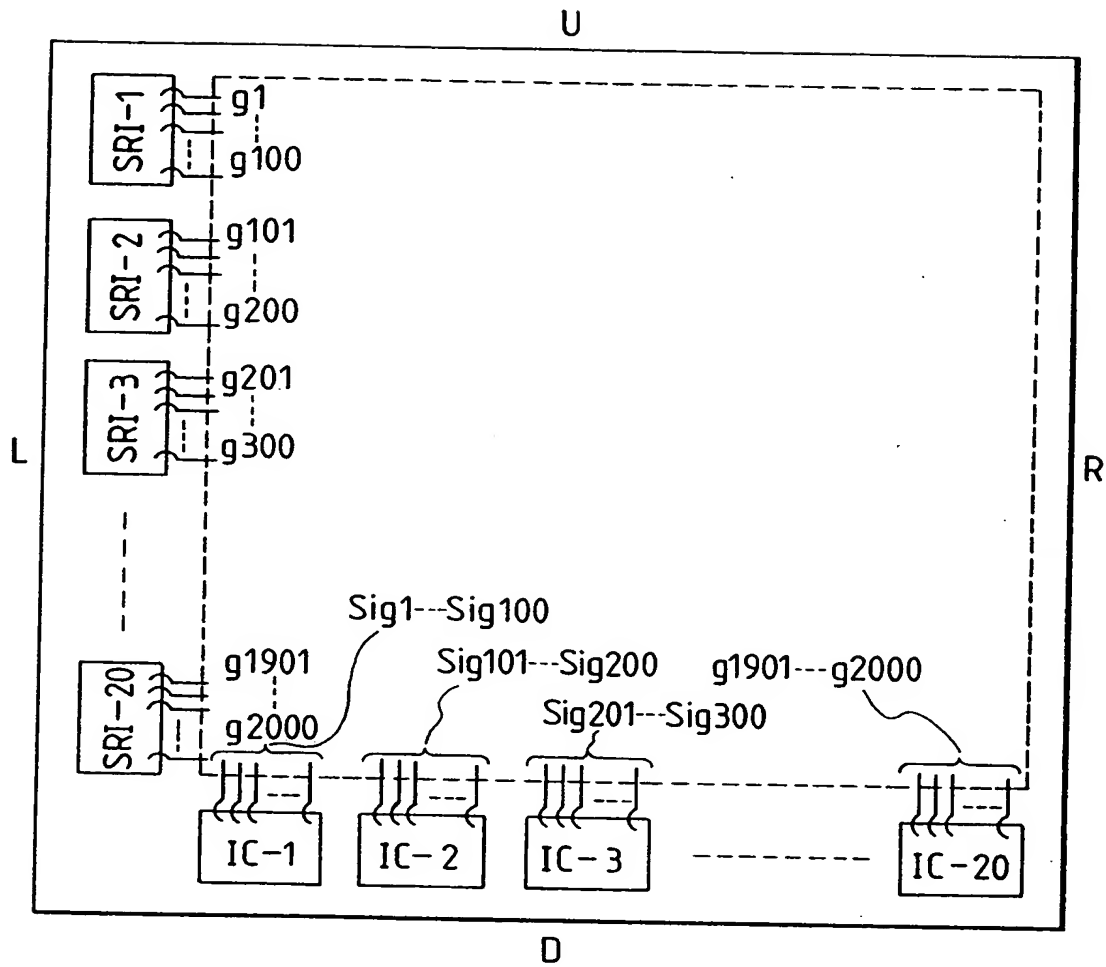 U
SRI-1
g1
g100
SRI-2
g101
g200
SRI-3
g201
g300
L
R
Sig1---Sig100
SRI-20
g1901
g2000
Sig101---Sig200
g1901---g2000
Sig201---Sig300
IC-1
IC-2
IC-3
IC-20
D